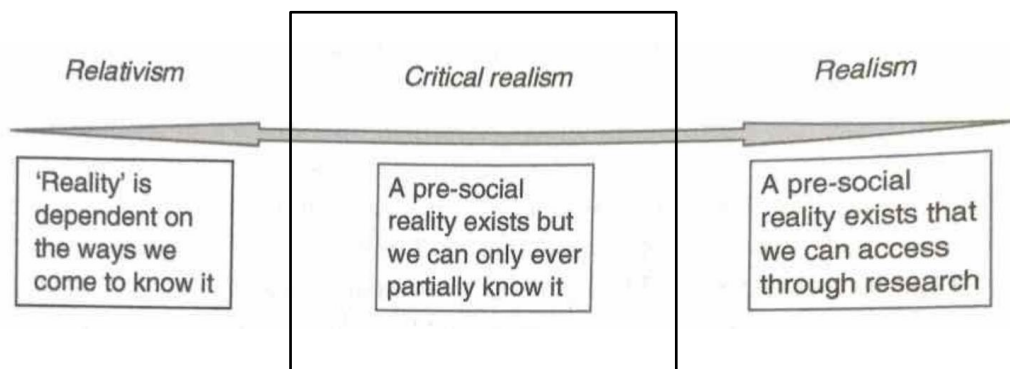 Relativism
Critical realism
Realism
‘Reality’ is
dependent on
the ways we
come to know it
A pre-social
reality exists but
we can only ever
partially know it
A pre-social
reality exists that
we can access
through research